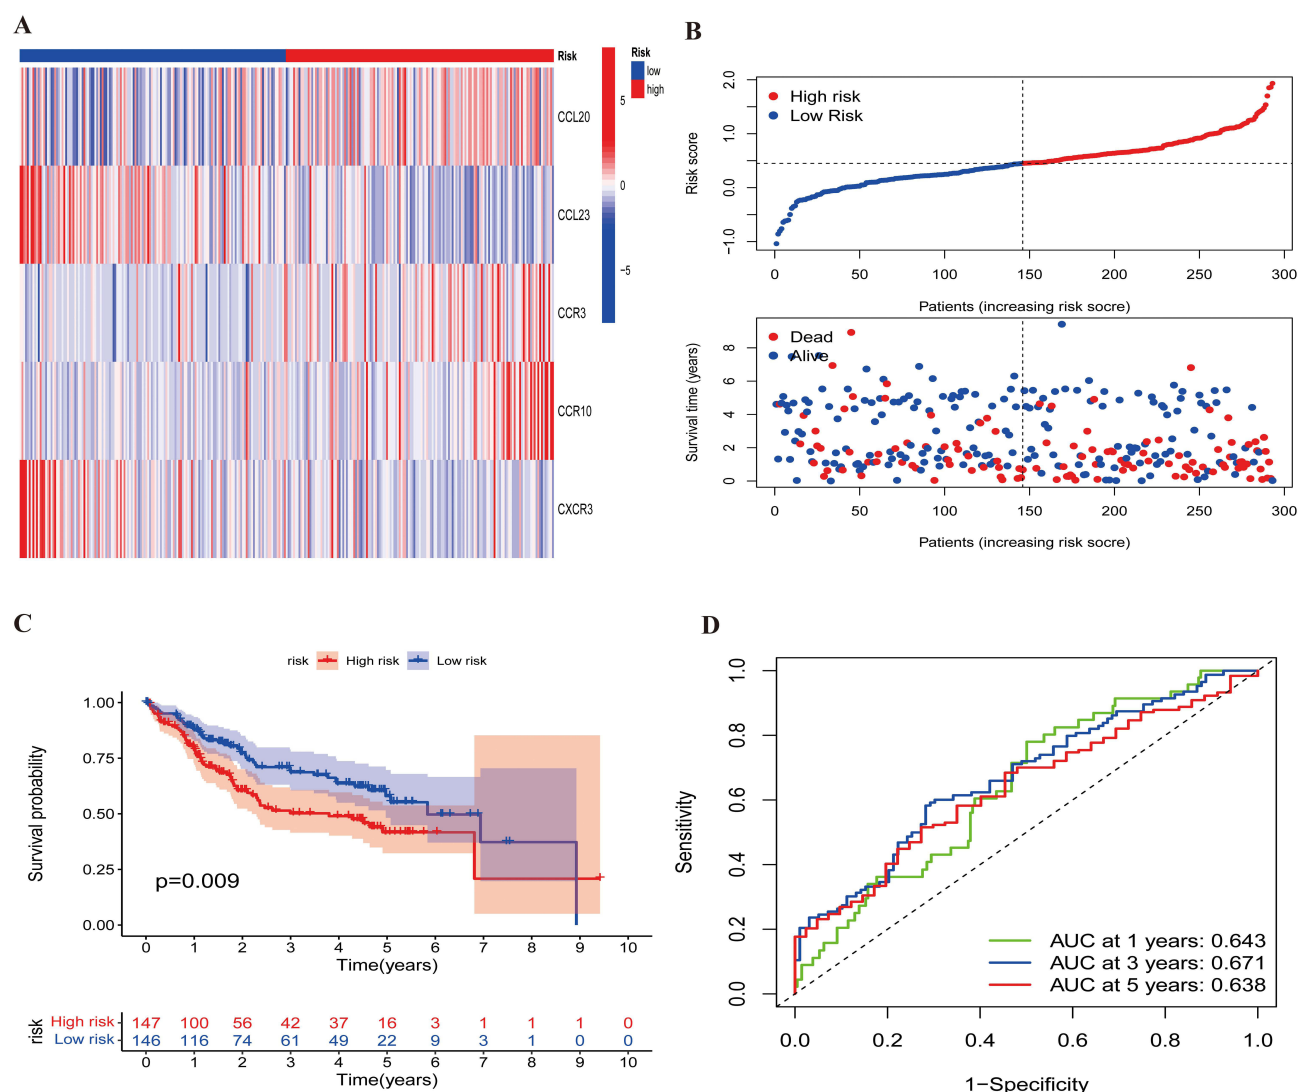 A
Risk
Risk
low
high
5
0
−5
CCL20
CCL23
CCR3
CCR10
CXCR3
B
High risk
Low Risk
Risk score
2.0
1.0
0.0
−1.0
0 50 100 150 200 250 300
Patients (increasing risk socre)
Dead
Alive
Survival time (years)
8
6
4
2
0
0 50 100 150 200 250 300
Patients (increasing risk socre)
C
risk High risk Low risk
Survival probability
1.00
0.75
0.50
0.25
0.00
p=0.009
0 1 2 3 4 5 6 7 8 9 10
Time(years)
risk
High risk 147 100 56 42 37 16 3 1 1 1 0
Low risk 146 116 74 61 49 22 9 3 1 0 0
0 1 2 3 4 5 6 7 8 9 10
Time(years)
D
Sensitivity
1.0
0.8
0.6
0.4
0.2
0.0
AUC at 1 years: 0.643
AUC at 3 years: 0.671
AUC at 5 years: 0.638
0.0 0.2 0.4 0.6 0.8 1.0
1−Specificity